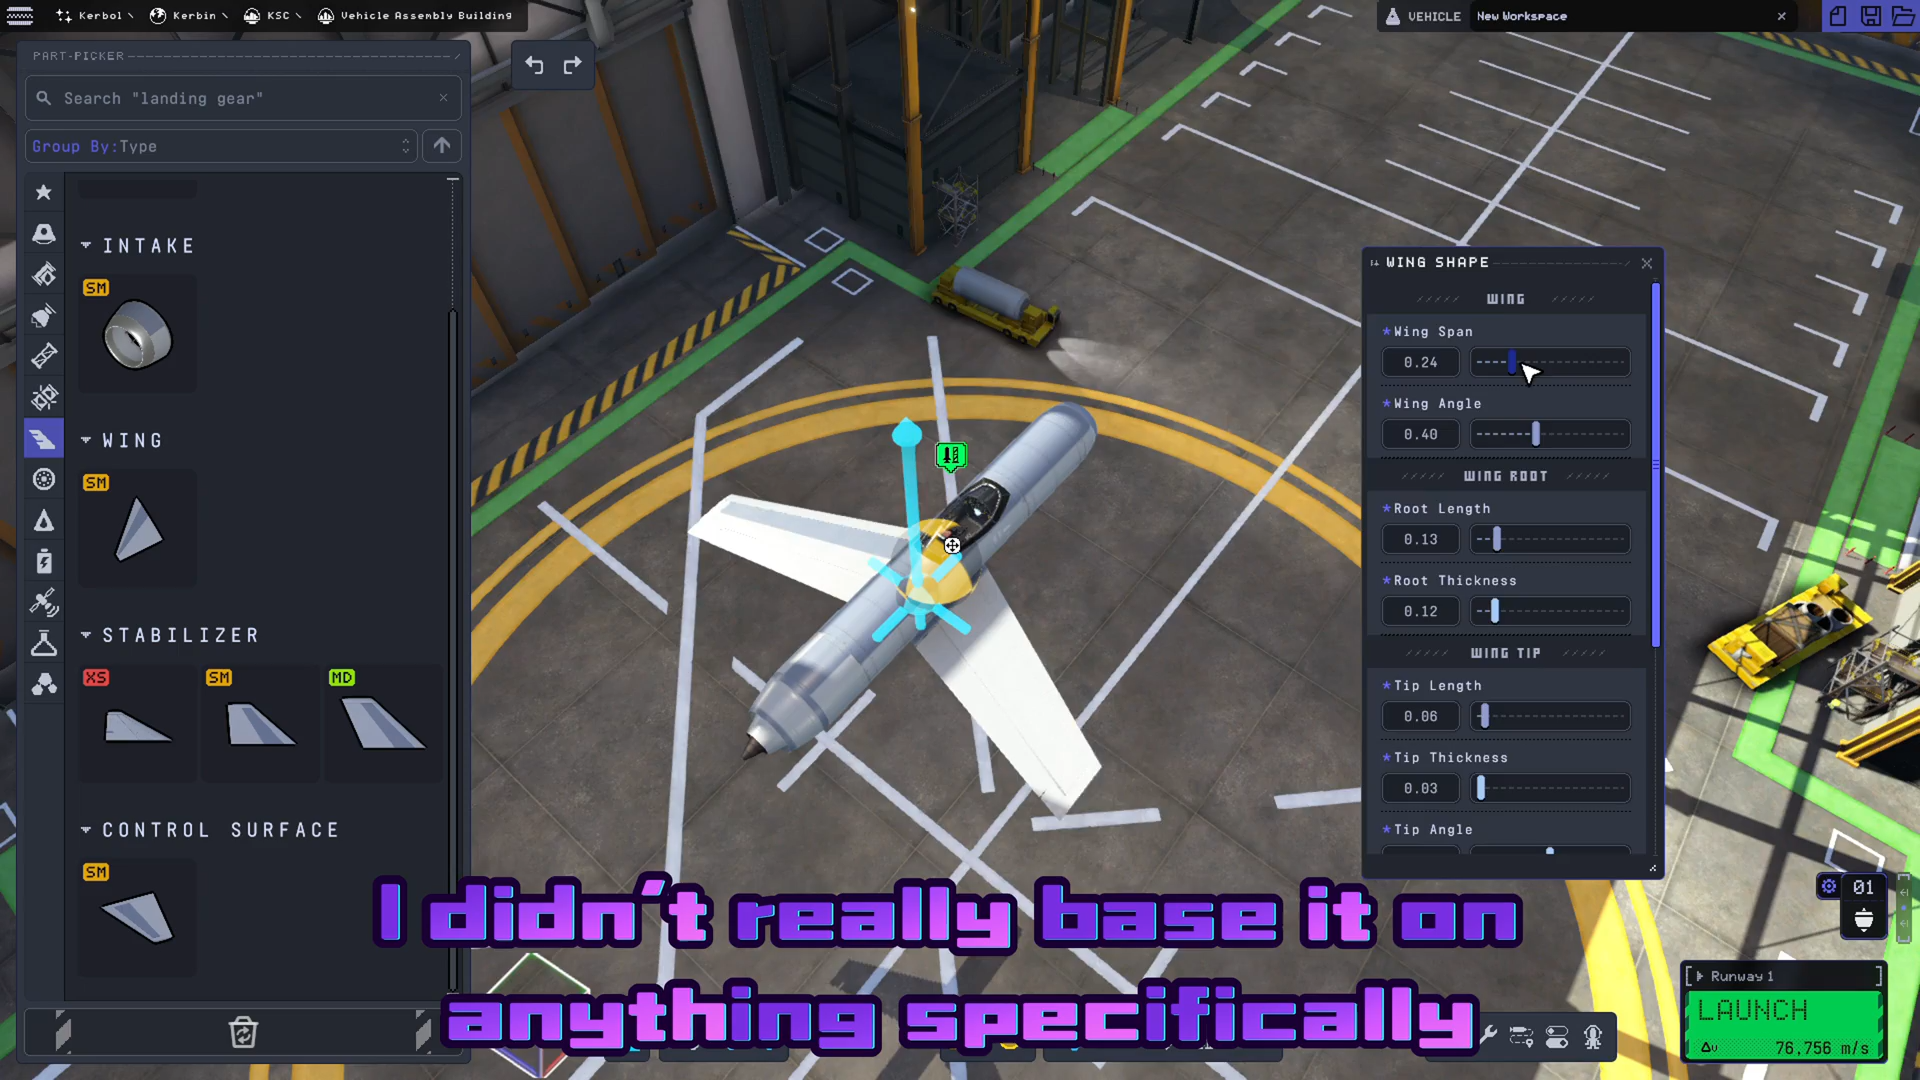 Kerbol
Kerbin
KSC
Vehicle Assembly Building
VEHICLE
New Workspace
PART-PICKER
Search "landing gear"
Group By: Type
INTAKE
SM
WING
SM
STABILIZER
XS
SM
MD
CONTROL SURFACE
SM
WING SHAPE
WING
*Wing Span
0.24
*Wing Angle
0.40
WING ROOT
*Root Length
0.13
*Root Thickness
0.12
WING TIP
*Tip Length
0.06
*Tip Thickness
0.03
*Tip Angle
I didn't really base it on
anything specifically
01
Runway 1
LAUNCH
Δv 76,756 m/s